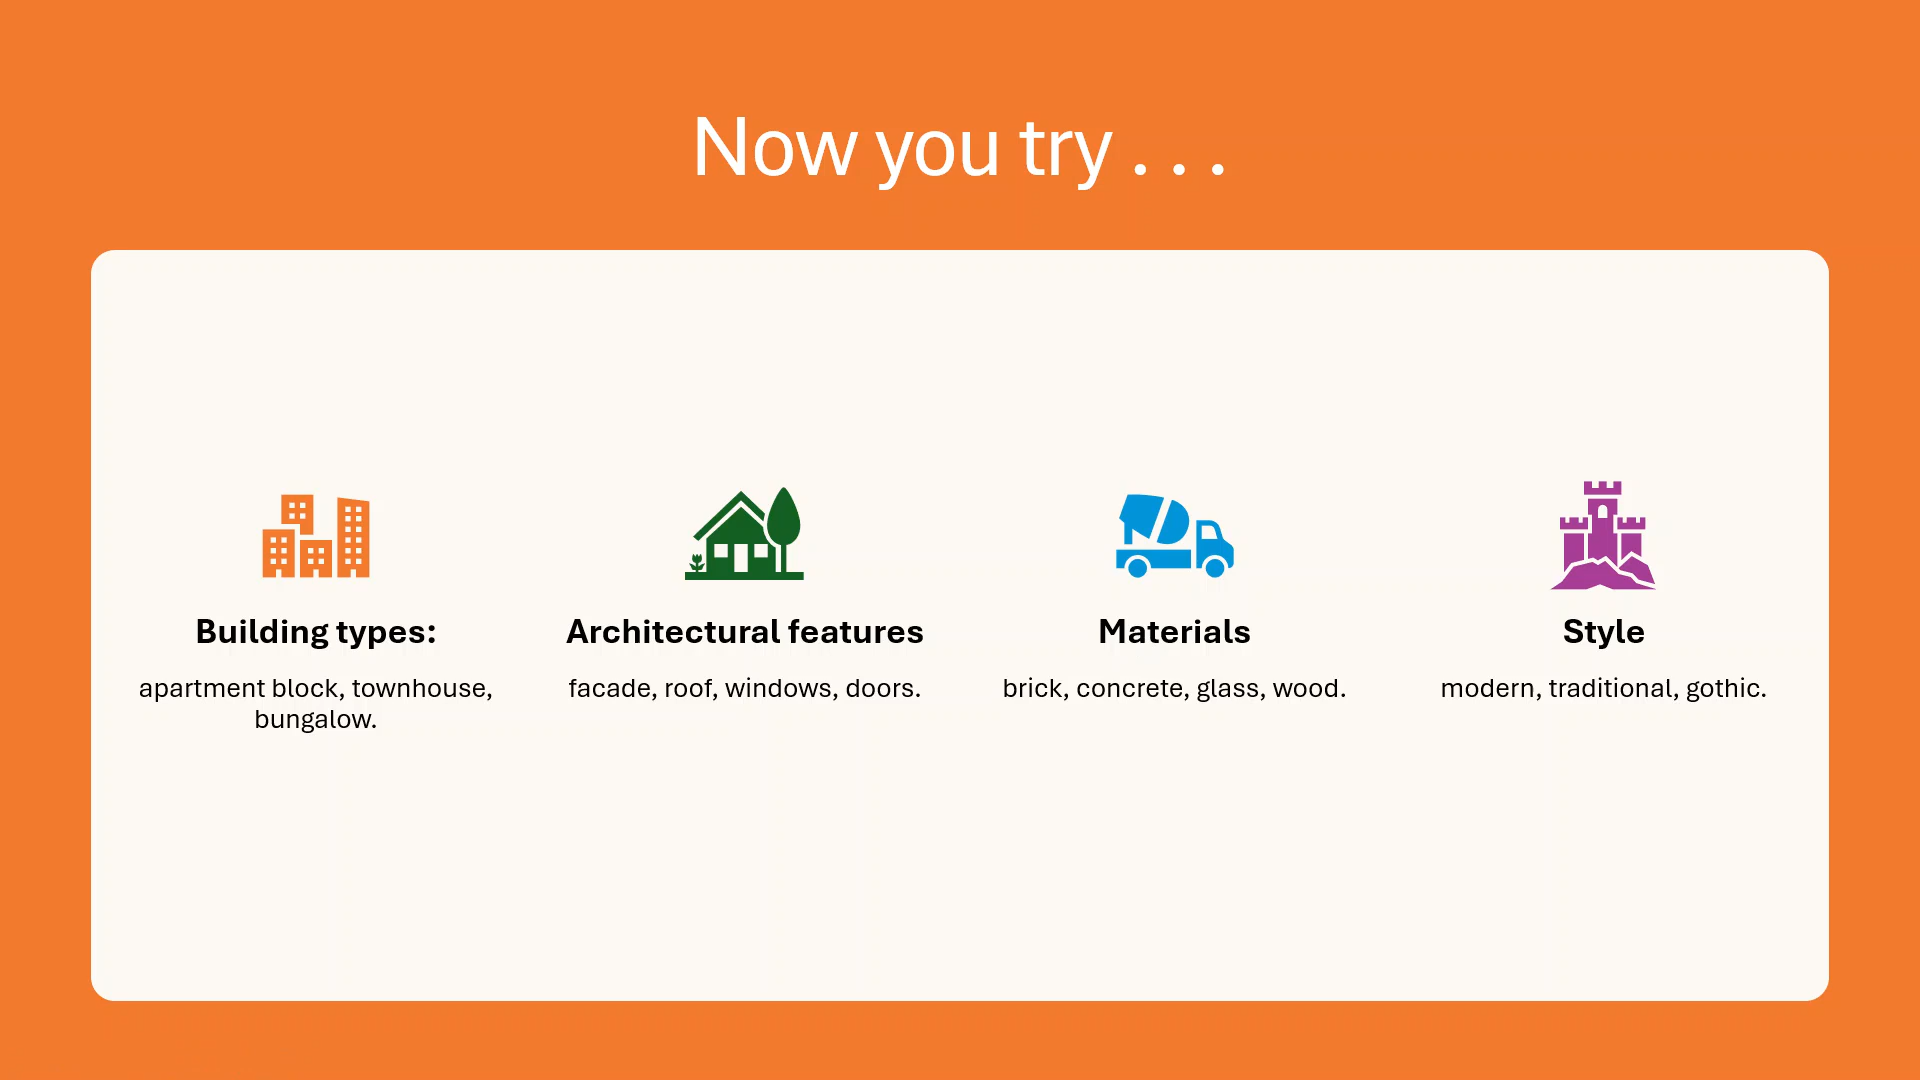 Now you try . . .
Building types:
apartment block, townhouse,
bungalow.
Architectural features
facade, roof, windows, doors.
Materials
brick, concrete, glass, wood.
Style
modern, traditional, gothic.